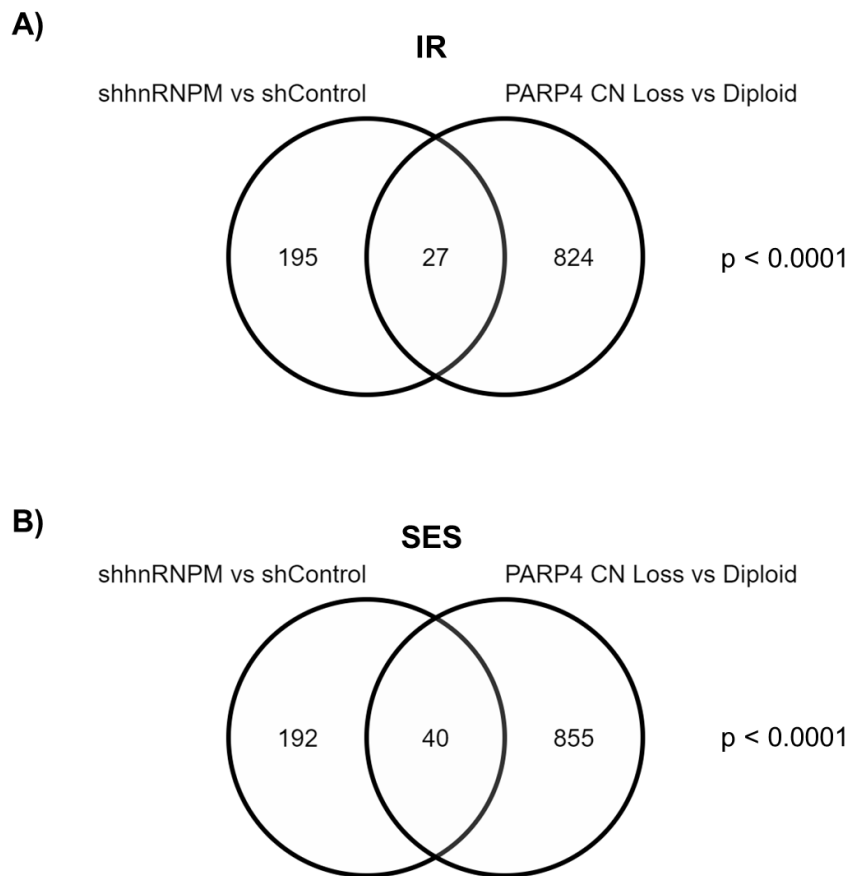 A)
IR
shhnRNPM vs shControl PARP4 CN Loss vs Diploid
195 27 824 p < 0.0001
B)
SES
shhnRNPM vs shControl PARP4 CN Loss vs Diploid
192 40 855 p < 0.0001